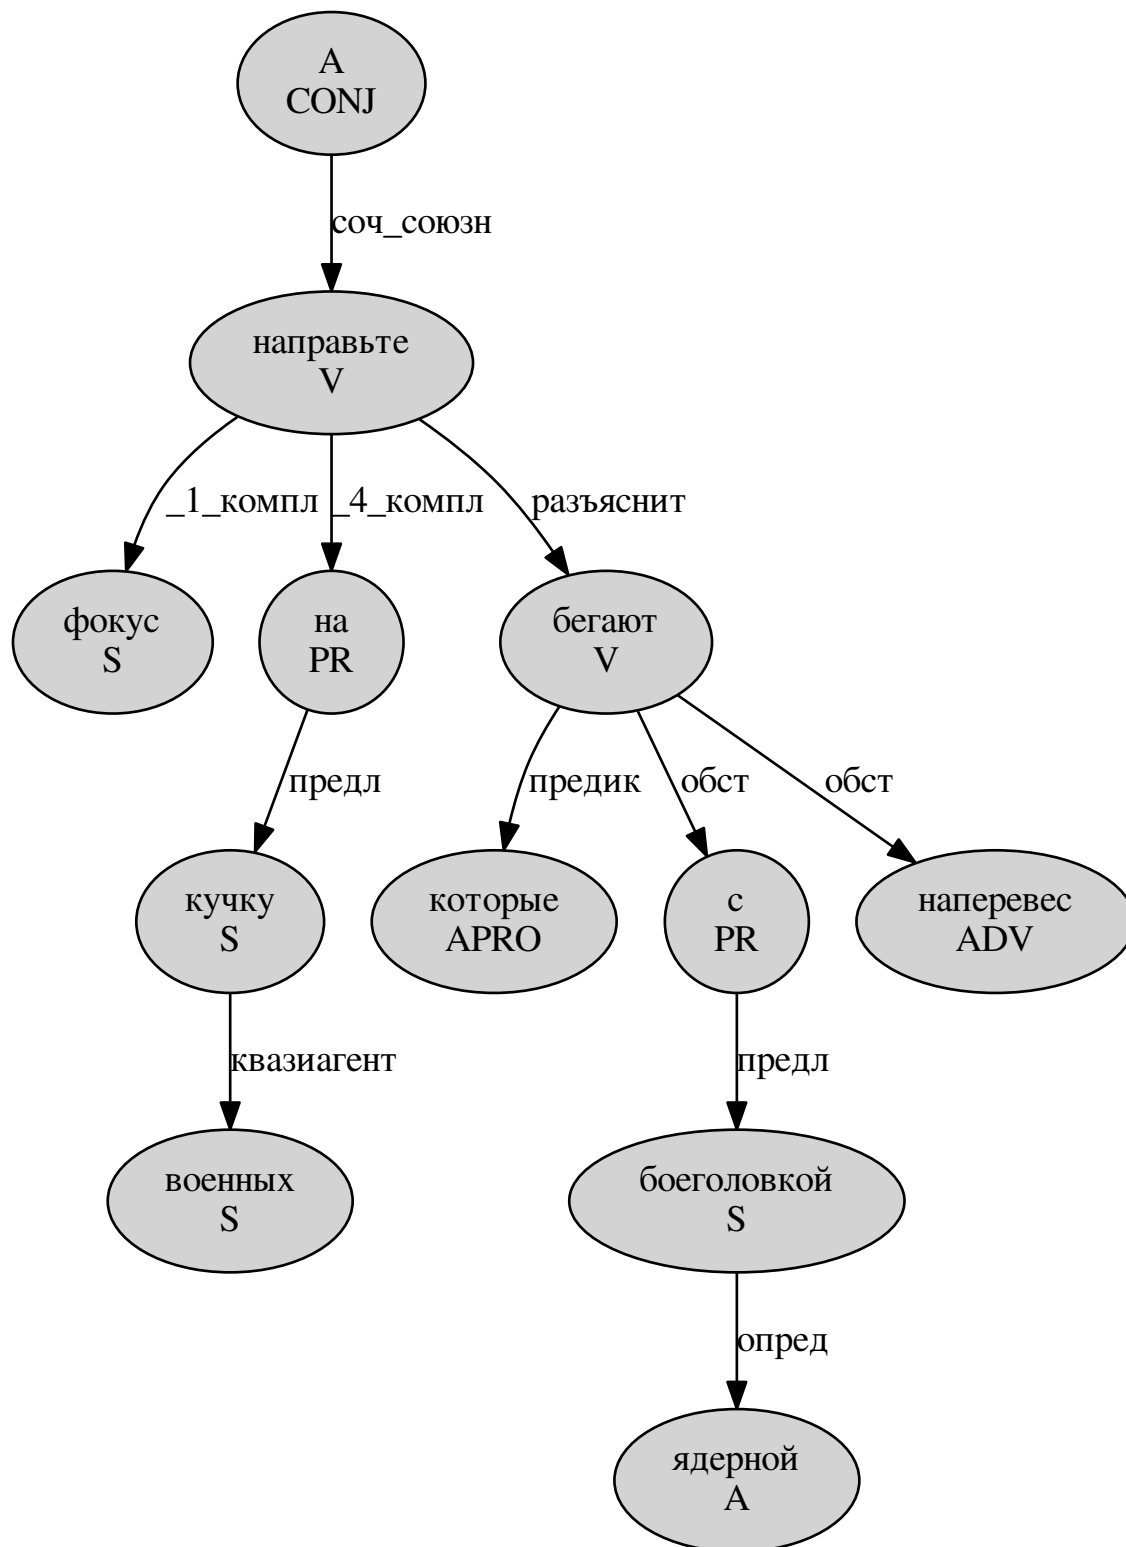 А
CONJ
соч_союзн
направьте
V
_1_компл
_4_компл
разъяснит
фокус
S
на
PR
бегают
V
предл
предик
обст
обст
кучку
S
которые
APRO
с
PR
наперевес
ADV
квазиагент
предл
военных
S
боеголовкой
S
опред
ядерной
A